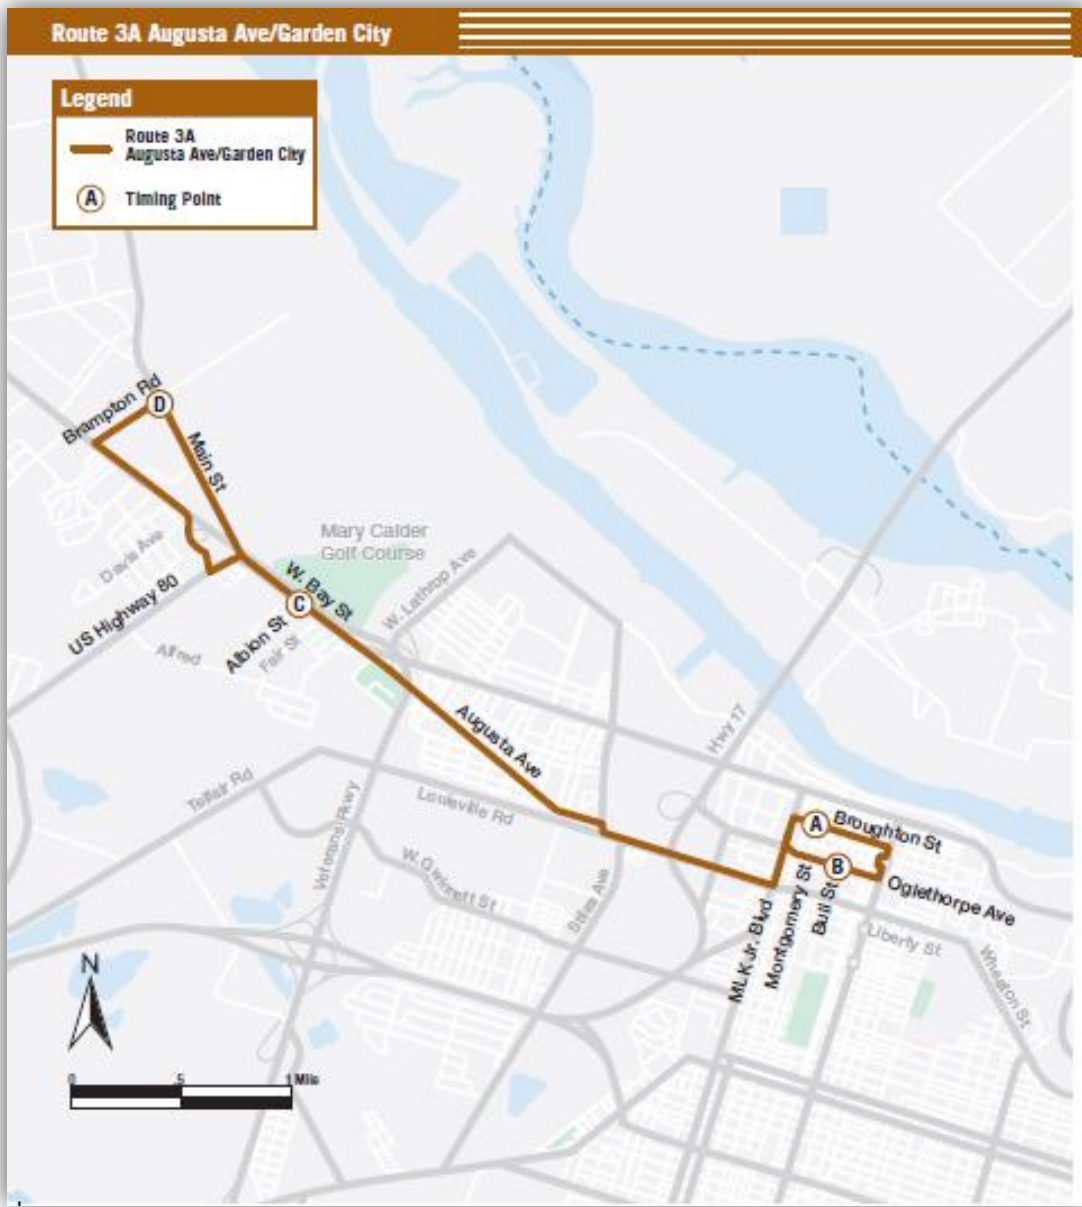 Route 3A Augusta Ave/Garden City
Legend
Route 3A
Augusta Ave/Garden City
A
Timing Point
Brampton Rd
D
Main St
Mary Calder
Golf Course
Davis Ave
W. Bay St
W. Lathrop Ave
US Highway 80
C
Albion St
Fair St
Alfred
Augusta Ave
Hwy 17
Telfair Rd
Louisville Rd
Veterans Pkwy
A
Broughton St
W. Gwinnett St
B
Oglethorpe Ave
Stiles Ave
MLK Jr. Blvd
Montgomery St
Bull St
Liberty St
Wheaton St
N
0 .5 1 Mile